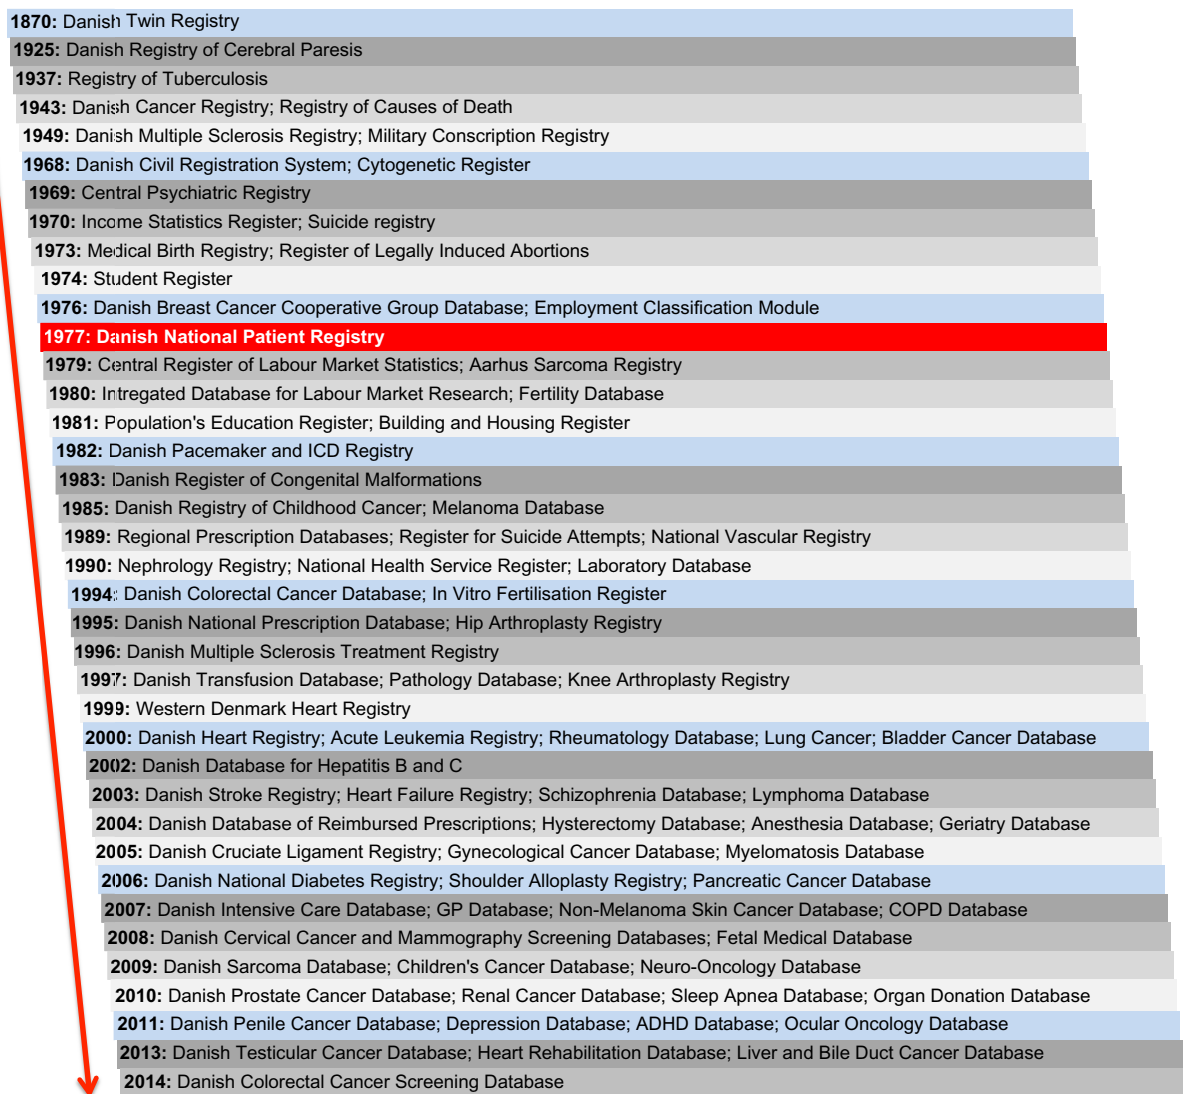 1870: Danish Twin Registry
1925: Danish Registry of Cerebral Paresis
1937: Registry of Tuberculosis
1943: Danish Cancer Registry; Registry of Causes of Death
1949: Danish Multiple Sclerosis Registry; Military Conscription Registry
1968: Danish Civil Registration System; Cytogenetic Register
1969: Central Psychiatric Registry
1970: Income Statistics Register; Suicide registry
1973: Medical Birth Registry; Register of Legally Induced Abortions
1974: Student Register
1976: Danish Breast Cancer Cooperative Group Database; Employment Classification Module
1977: Danish National Patient Registry
1979: Central Register of Labour Market Statistics; Aarhus Sarcoma Registry
1980: Intregated Database for Labour Market Research; Fertility Database
1981: Population's Education Register; Building and Housing Register
1982: Danish Pacemaker and ICD Registry
1983: Danish Register of Congenital Malformations
1985: Danish Registry of Childhood Cancer; Melanoma Database
1989: Regional Prescription Databases; Register for Suicide Attempts; National Vascular Registry
1990: Nephrology Registry; National Health Service Register; Laboratory Database
1994: Danish Colorectal Cancer Database; In Vitro Fertilisation Register
1995: Danish National Prescription Database; Hip Arthroplasty Registry
1996: Danish Multiple Sclerosis Treatment Registry
1997: Danish Transfusion Database; Pathology Database; Knee Arthroplasty Registry
1999: Western Denmark Heart Registry
2000: Danish Heart Registry; Acute Leukemia Registry; Rheumatology Database; Lung Cancer; Bladder Cancer Database
2002: Danish Database for Hepatitis B and C
2003: Danish Stroke Registry; Heart Failure Registry; Schizophrenia Database; Lymphoma Database
2004: Danish Database of Reimbursed Prescriptions; Hysterectomy Database; Anesthesia Database; Geriatry Database
2005: Danish Cruciate Ligament Registry; Gynecological Cancer Database; Myelomatosis Database
2006: Danish National Diabetes Registry; Shoulder Alloplasty Registry; Pancreatic Cancer Database
2007: Danish Intensive Care Database; GP Database; Non-Melanoma Skin Cancer Database; COPD Database
2008: Danish Cervical Cancer and Mammography Screening Databases; Fetal Medical Database
2009: Danish Sarcoma Database; Children's Cancer Database; Neuro-Oncology Database
2010: Danish Prostate Cancer Database; Renal Cancer Database; Sleep Apnea Database; Organ Donation Database
2011: Danish Penile Cancer Database; Depression Database; ADHD Database; Ocular Oncology Database
2013: Danish Testicular Cancer Database; Heart Rehabilitation Database; Liver and Bile Duct Cancer Database
2014: Danish Colorectal Cancer Screening Database